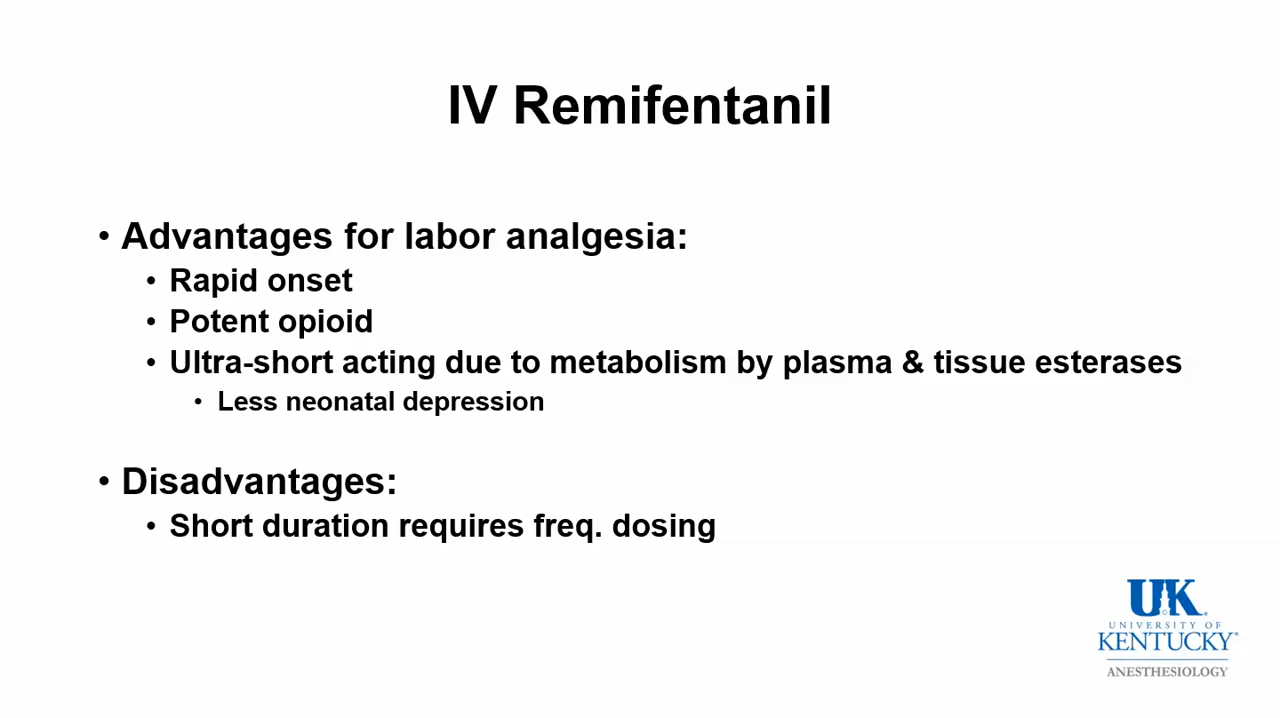 IV Remifentanil
• Advantages for labor analgesia:
• Rapid onset
• Potent opioid
• Ultra-short acting due to metabolism by plasma & tissue esterases
• Less neonatal depression
• Disadvantages:
• Short duration requires freq. dosing
UK
UNIVERSITY OF
KENTUCKY®
ANESTHESIOLOGY